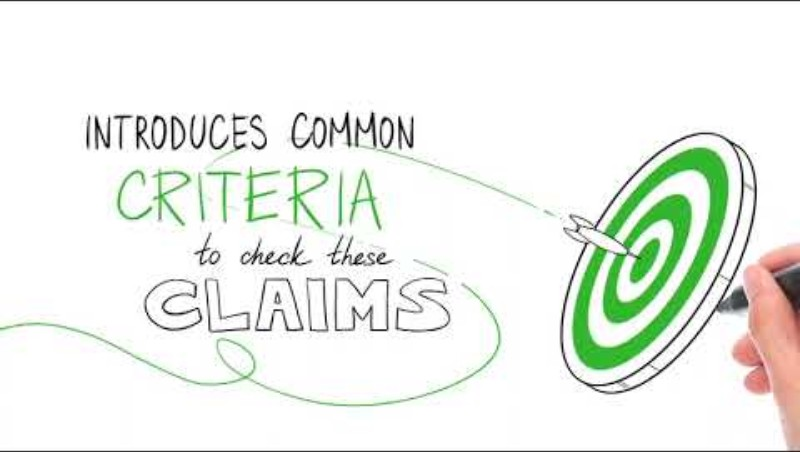 INTRODUCES COMMON
CRITERIA
to check these
CLAIMS